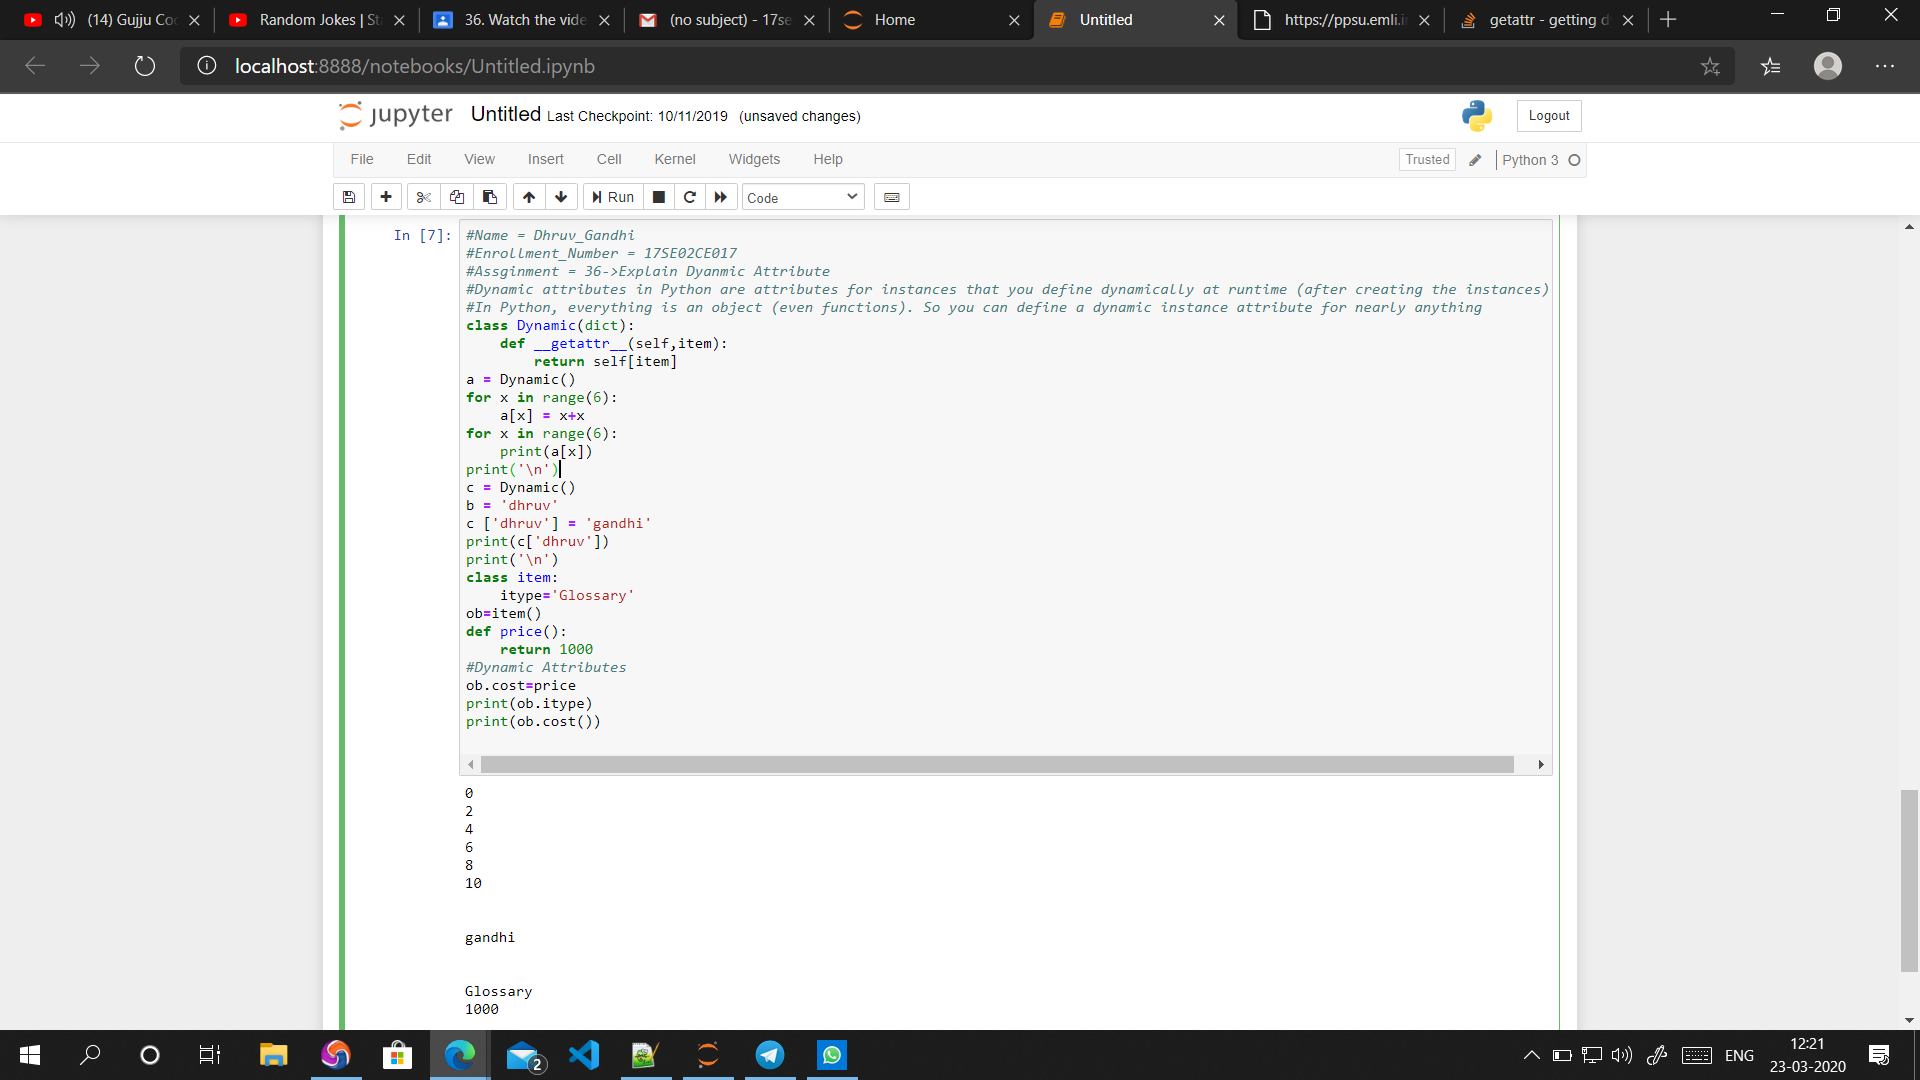 (14) Gujju Co
Random Jokes | St
36. Watch the vide
(no subject) - 17se
Home
Untitled
https://ppsu.emli.i
getattr - getting d
localhost:8888/notebooks/Untitled.ipynb
jupyter Untitled Last Checkpoint: 10/11/2019 (unsaved changes)
Logout
File Edit View Insert Cell Kernel Widgets Help
Trusted
Python 3
Run
Code
In [7]:
#Name = Dhruv_Gandhi
#Enrollment_Number = 17SE02CE017
#Assginment = 36->Explain Dyanmic Attribute
#Dynamic attributes in Python are attributes for instances that you define dynamically at runtime (after creating the instances)
#In Python, everything is an object (even functions). So you can define a dynamic instance attribute for nearly anything
class Dynamic(dict):
    def __getattr__(self,item):
        return self[item]
a = Dynamic()
for x in range(6):
    a[x] = x+x
for x in range(6):
    print(a[x])
print('\n')
c = Dynamic()
b = 'dhruv'
c ['dhruv'] = 'gandhi'
print(c['dhruv'])
print('\n')
class item:
    itype='Glossary'
ob=item()
def price():
    return 1000
#Dynamic Attributes
ob.cost=price
print(ob.itype)
print(ob.cost())
0
2
4
6
8
10
gandhi
Glossary
1000
2
ENG
12:21
23-03-2020